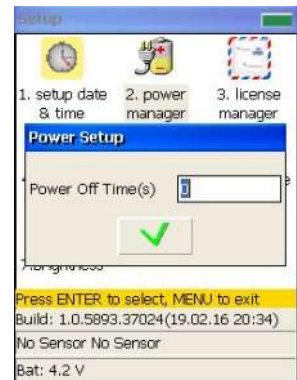 Setup
1. setup date 2. power 3. license
& time manager manager
Power Setup
Power Off Time(s) 0
Press ENTER to select, MENU to exit
Build: 1.0.5893.37024(19.02.16 20:34)
No Sensor No Sensor
Bat: 4.2 V